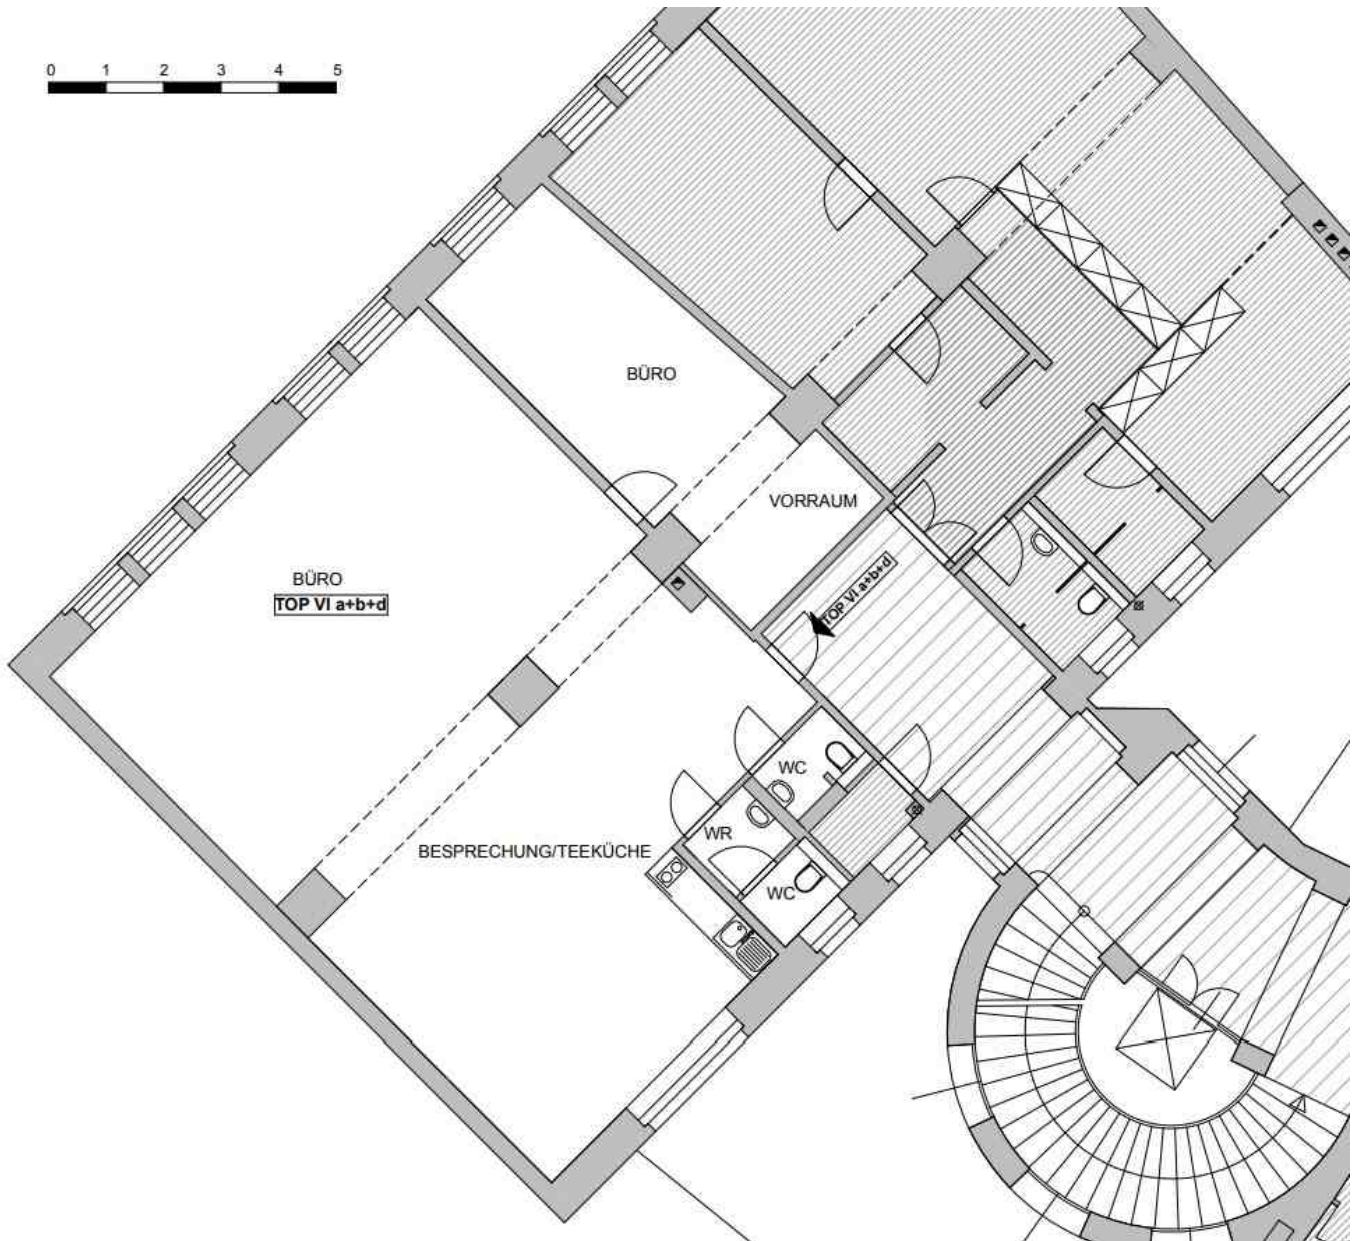 0 1 2 3 4 5
BÜRO
VORRAUM
TOP VI a+b+d
BÜRO
TOP VI a+b+d
WC
WR
BESPRECHUNG/TEEKÜCHE
WC